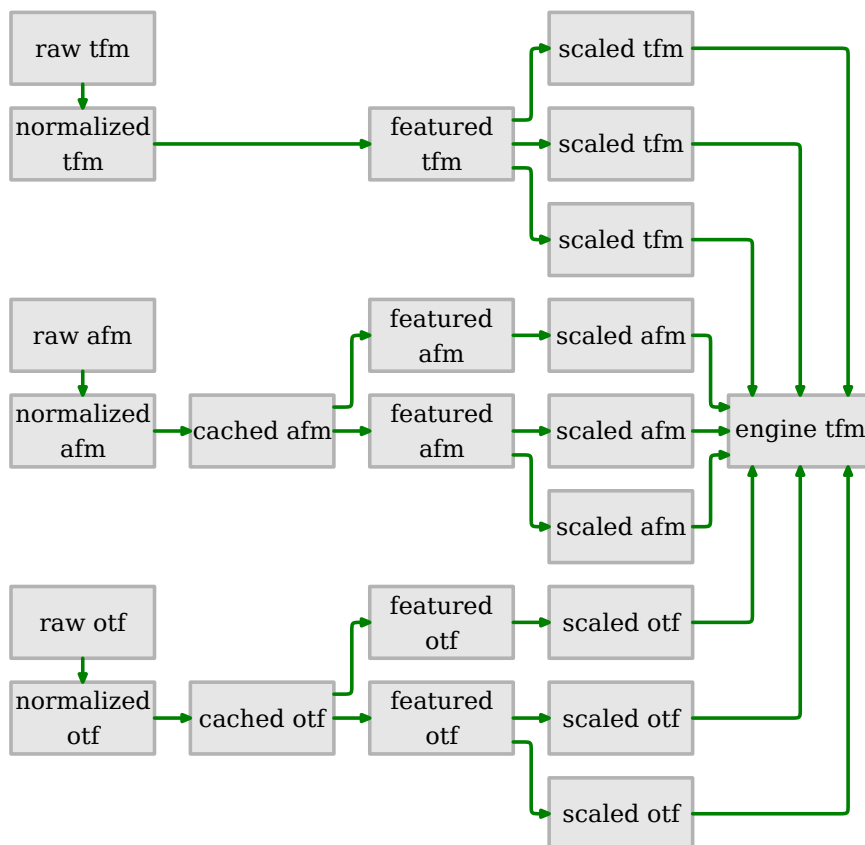 raw tfm
scaled tfm
normalized
tfm
featured
tfm
scaled tfm
scaled tfm
raw afm
featured
afm
scaled afm
normalized
afm
cached afm
featured
afm
scaled afm
engine tfm
scaled afm
raw otf
featured
otf
scaled otf
normalized
otf
cached otf
featured
otf
scaled otf
scaled otf